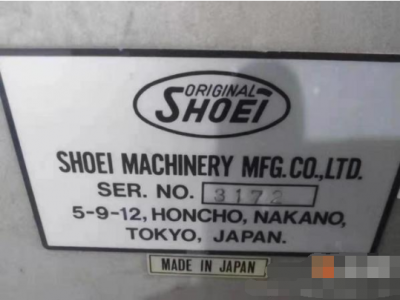 ORIGINAL
SHOEI
SHOEI MACHINERY MFG.CO.,LTD.
SER. NO. 3172
5-9-12, HONCHO, NAKANO,
TOKYO, JAPAN.
MADE IN JAPAN